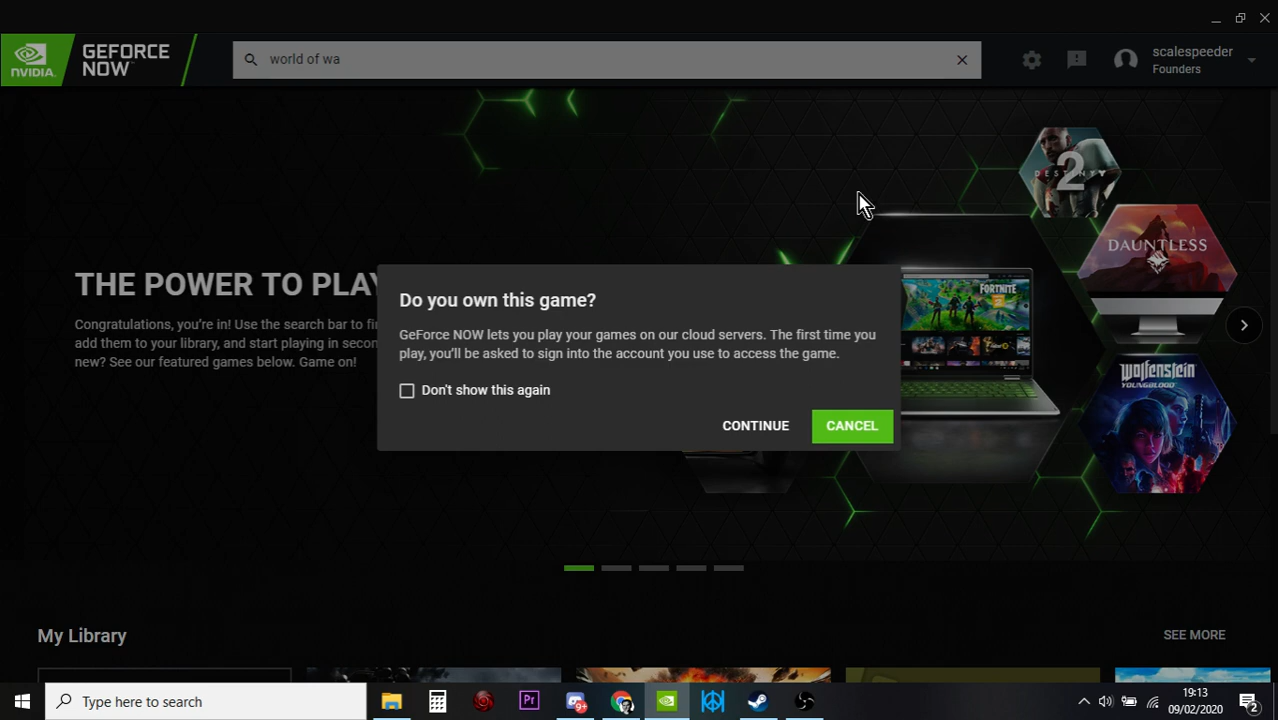 NVIDIA.
GEFORCE
NOW
world of wa
scalespeeder
Founders
DESTINY
2
DAUNTLESS
FORTNITE
Wolfenstein
YOUNGBLOOD
THE POWER TO PLAY
Congratulations, you're in! Use the search bar to fi
add them to your library, and start playing in secon
new? See our featured games below. Game on!
Do you own this game?
GeForce NOW lets you play your games on our cloud servers. The first time you
play, you'll be asked to sign into the account you use to access the game.
Don't show this again
CONTINUE
CANCEL
My Library
SEE MORE
Type here to search
Pr
9+
19:13
09/02/2020
2